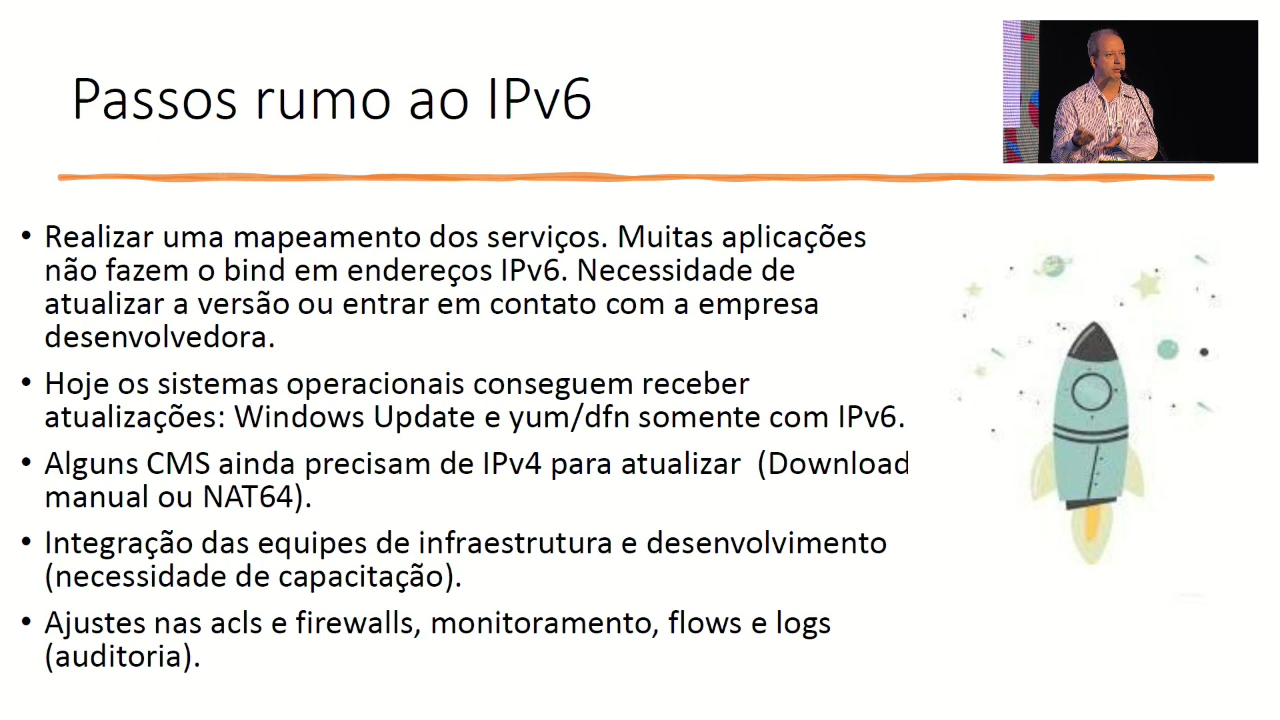 Passos rumo ao IPv6
• Realizar uma mapeamento dos serviços. Muitas aplicações
não fazem o bind em endereços IPv6. Necessidade de
atualizar a versão ou entrar em contato com a empresa
desenvolvedora.
• Hoje os sistemas operacionais conseguem receber
atualizações: Windows Update e yum/dfn somente com IPv6.
• Alguns CMS ainda precisam de IPv4 para atualizar (Download
manual ou NAT64).
• Integração das equipes de infraestrutura e desenvolvimento
(necessidade de capacitação).
• Ajustes nas acls e firewalls, monitoramento, flows e logs
(auditoria).